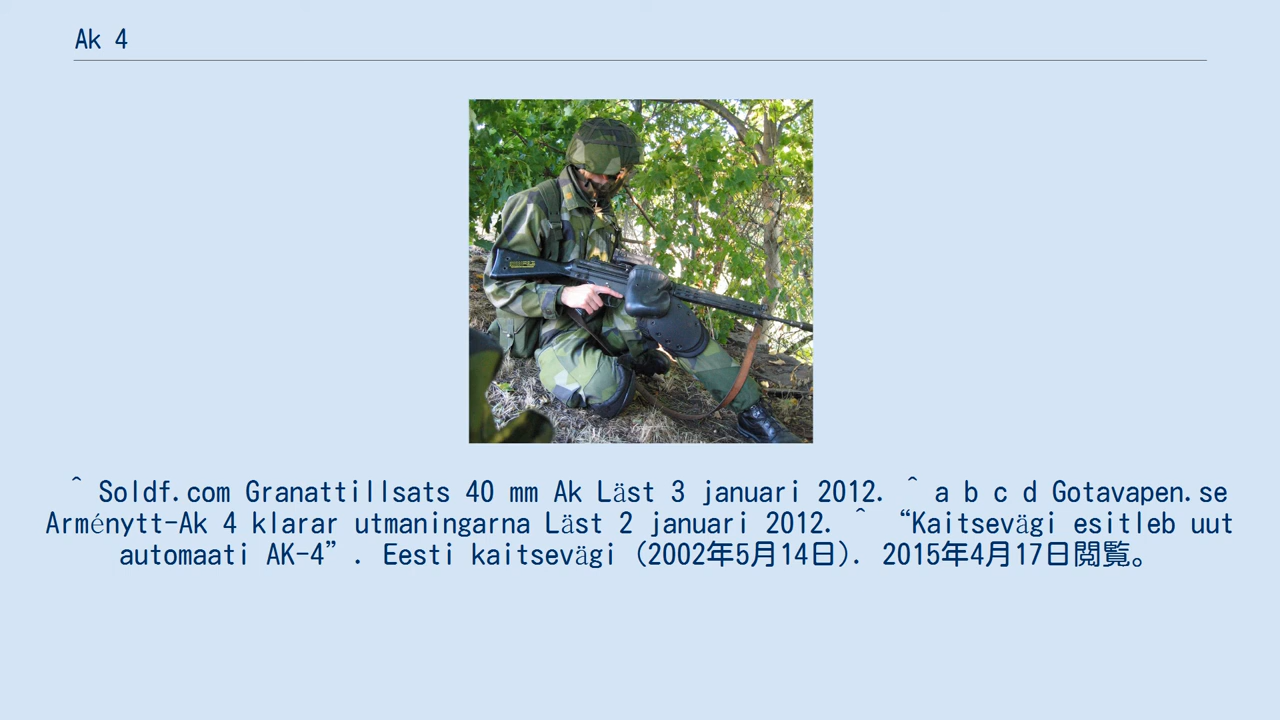 Ak 4
^ Soldf.com Granattillsats 40 mm Ak Läst 3 januari 2012. ^ a b c d Gotavapen.se
Arménytt-Ak 4 klarar utmaningarna Läst 2 januari 2012. ^ “Kaitsevägi esitleb uut
automaati AK-4”. Eesti kaitsevägi (2002年5月14日). 2015年4月17日閲覧。